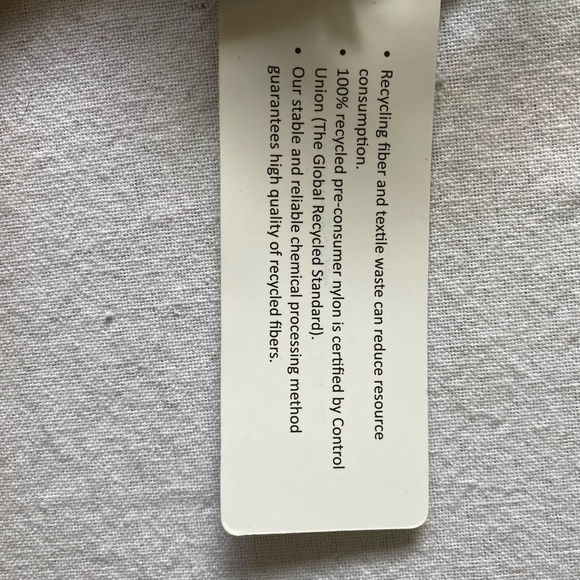 • Recycling fiber and textile waste can reduce resource
consumption.
• 100% recycled pre-consumer nylon is certified by Control
Union (The Global Recycled Standard).
• Our stable and reliable chemical processing method
guarantees high quality of recycled fibers.